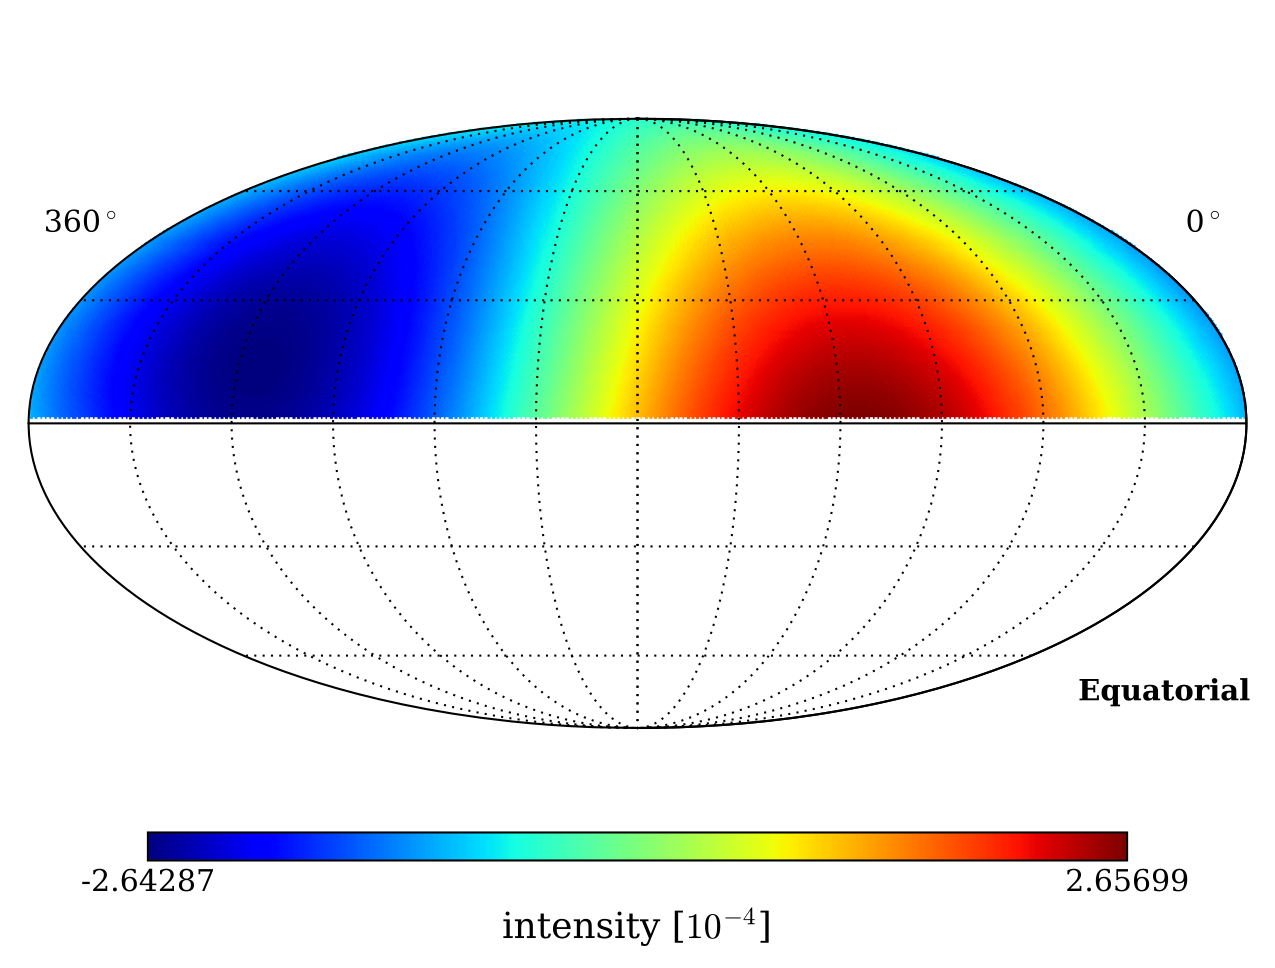 360°
0°
Equatorial
-2.64287
2.65699
intensity [10⁻⁴]